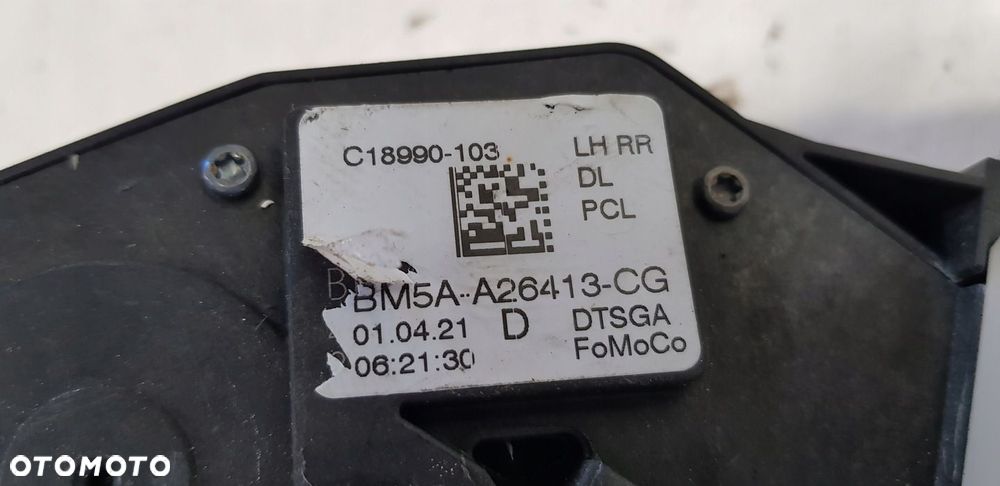 C18990-103
LH RR
DL
PCL
BM5A-A26413-CG
01.04.21 D DTSGA
06:21:30 FoMoCo
OTOMOTO